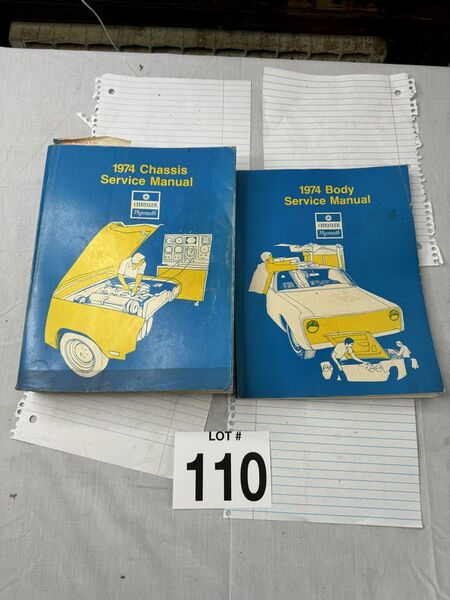 1974 Chassis
Service Manual
CHRYSLER
Plymouth
1974 Body
Service Manual
CHRYSLER
Plymouth
LOT #
110